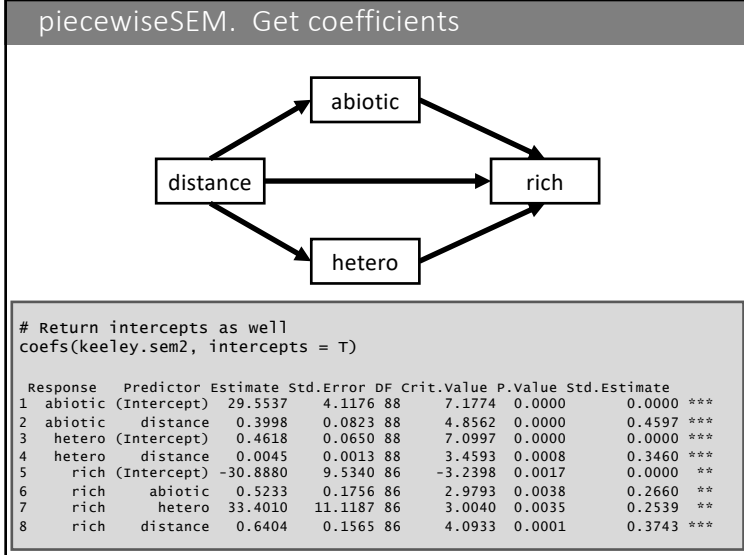 piecewiseSEM. Get coefficients
abiotic
distance
rich
hetero
# Return intercepts as well
coefs(keeley.sem2, intercepts = T)
Response Predictor Estimate Std.Error DF Crit.Value P.Value Std.Estimate
1 abiotic (Intercept) 29.5537 4.1176 88 7.1774 0.0000 0.0000 ***
2 abiotic distance 0.3998 0.0823 88 4.8562 0.0000 0.4597 ***
3 hetero (Intercept) 0.4618 0.0650 88 7.0997 0.0000 0.0000 ***
4 hetero distance 0.0045 0.0013 88 3.4593 0.0008 0.3460 ***
5 rich (Intercept) -30.8880 9.5340 86 -3.2398 0.0017 0.0000 **
6 rich abiotic 0.5233 0.1756 86 2.9793 0.0038 0.2660 **
7 rich hetero 33.4010 11.1187 86 3.0040 0.0035 0.2539 **
8 rich distance 0.6404 0.1565 86 4.0933 0.0001 0.3743 ***